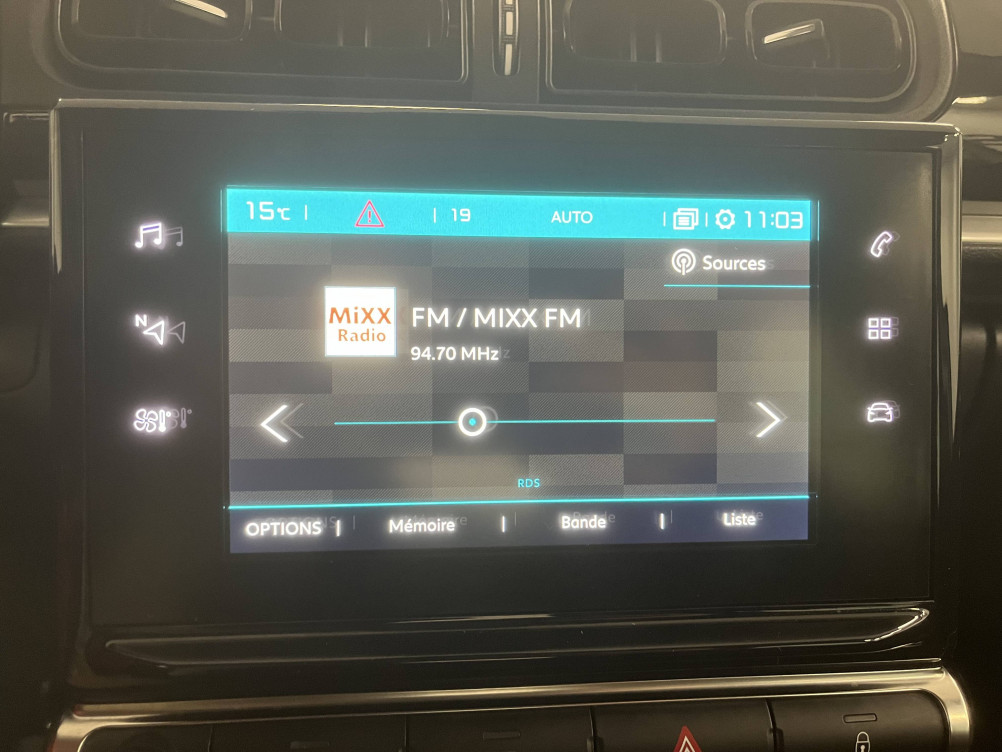 15℃ | | 19 AUTO | | 11:03
Sources
MiXX
Radio
FM / MIXX FM
94.70 MHz
N
RDS
OPTIONS | Mémoire | Bande | Liste